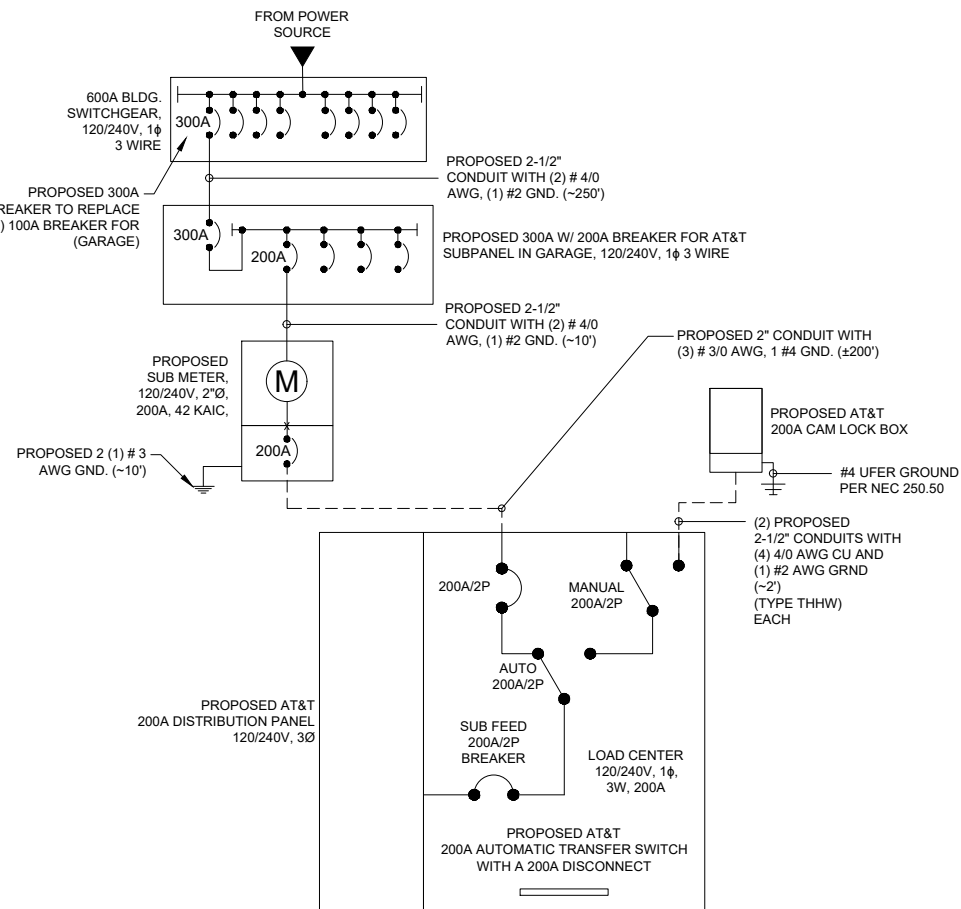 FROM POWER
SOURCE
600A BLDG.
SWITCHGEAR,
120/240V, 1ϕ
3 WIRE
300A
PROPOSED 300A
REAKER TO REPLACE
) 100A BREAKER FOR
(GARAGE)
PROPOSED 2-1/2"
CONDUIT WITH (2) # 4/0
AWG, (1) #2 GND. (~250')
300A
200A
PROPOSED 300A W/ 200A BREAKER FOR AT&T
SUBPANEL IN GARAGE, 120/240V, 1ϕ 3 WIRE
PROPOSED 2-1/2"
CONDUIT WITH (2) # 4/0
AWG, (1) #2 GND. (~10')
PROPOSED
SUB METER,
120/240V, 2"Ø,
200A, 42 KAIC,
M
200A
PROPOSED 2 (1) # 3
AWG GND. (~10')
PROPOSED 2" CONDUIT WITH
(3) # 3/0 AWG, 1 #4 GND. (±200')
PROPOSED AT&T
200A CAM LOCK BOX
#4 UFER GROUND
PER NEC 250.50
(2) PROPOSED
2-1/2" CONDUITS WITH
(4) 4/0 AWG CU AND
(1) #2 AWG GRND
(~2')
(TYPE THHW)
EACH
200A/2P
MANUAL
200A/2P
AUTO
200A/2P
PROPOSED AT&T
200A DISTRIBUTION PANEL
120/240V, 3Ø
SUB FEED
200A/2P
BREAKER
LOAD CENTER
120/240V, 1ϕ,
3W, 200A
PROPOSED AT&T
200A AUTOMATIC TRANSFER SWITCH
WITH A 200A DISCONNECT